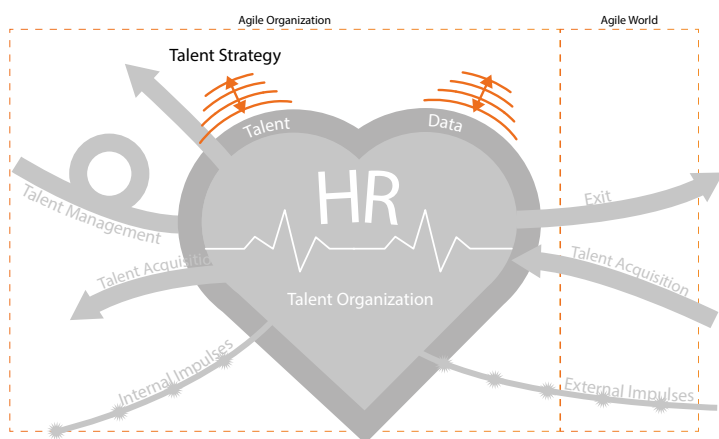 Agile Organization
Agile World
Talent Strategy
Talent
Data
HR
Talent Management
Exit
Talent Acquisition
Talent Acquisition
Talent Organization
Internal Impulses
External Impulses